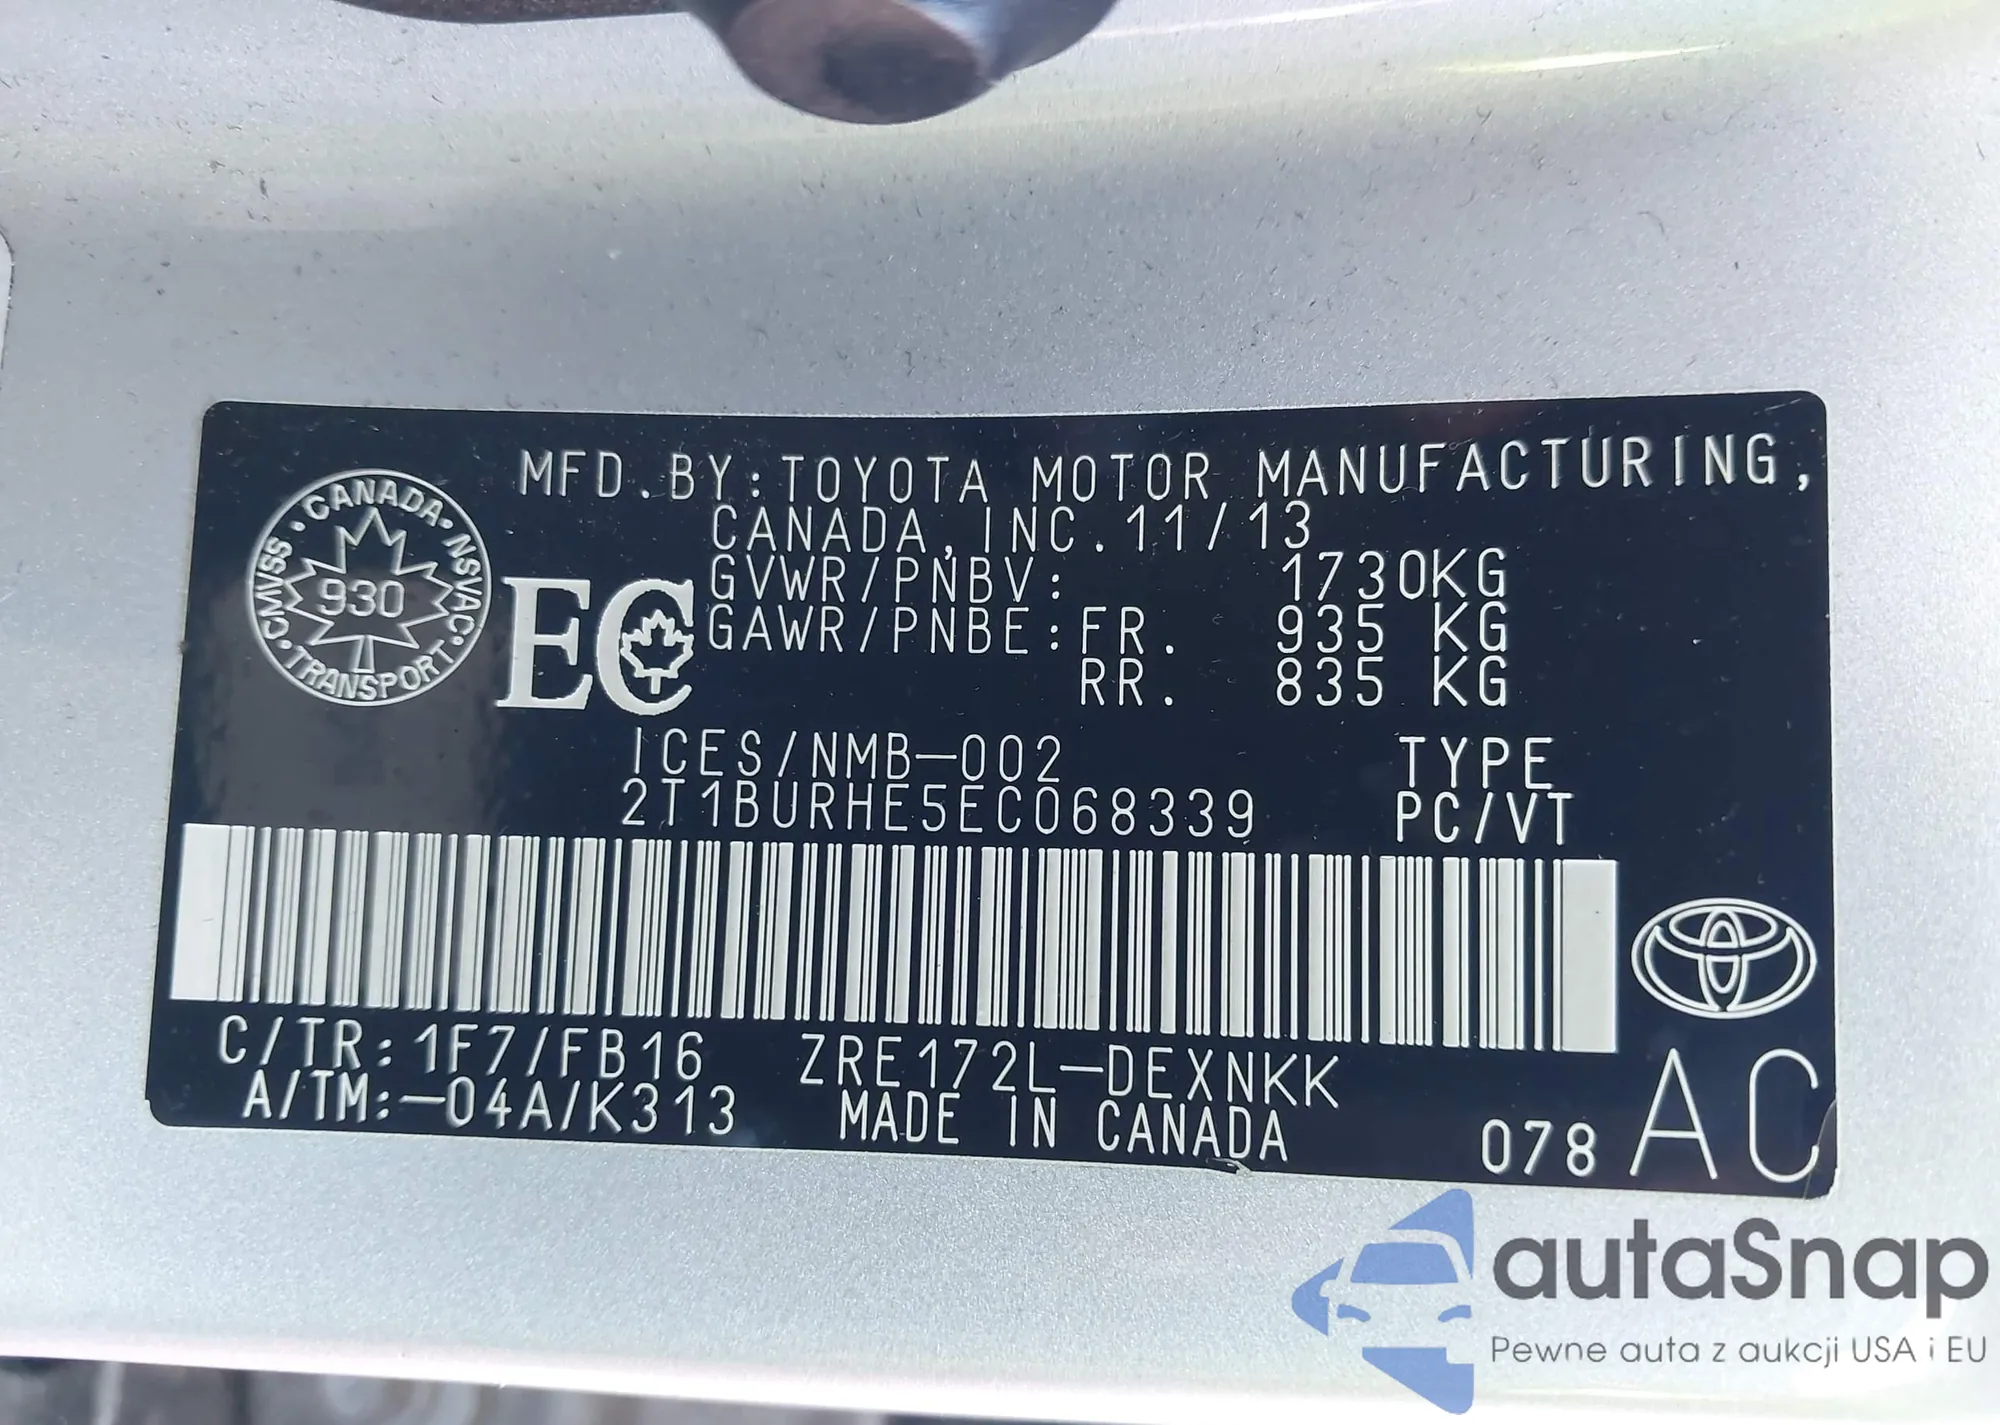 MFD.BY:TOYOTA MOTOR MANUFACTURING,
CANADA,INC.11/13
CANADA
CMVSS
930
NSVAC
TRANSPORT
EC
GVWR/PNBV: 1730KG
GAWR/PNBE:FR. 935 KG
RR. 835 KG
ICES/NMB-002 TYPE
2T1BURHE5EC068339 PC/VT
C/TR:1F7/FB16 ZRE172L-DEXNKK
A/TM:-04A/K313 MADE IN CANADA
078 AC
autaSnap
Pewne auta z aukcji USA i EU